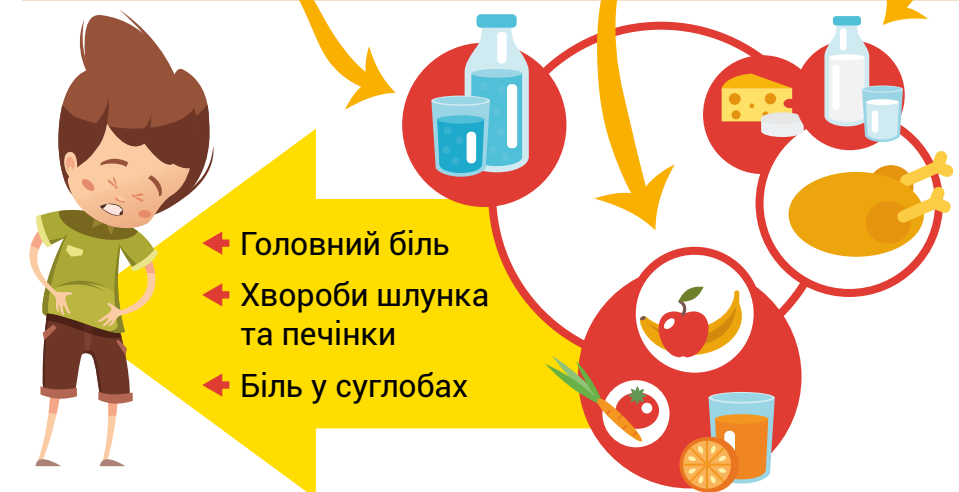 Головний біль
Хвороби шлунка
та печінки
Біль у суглобах